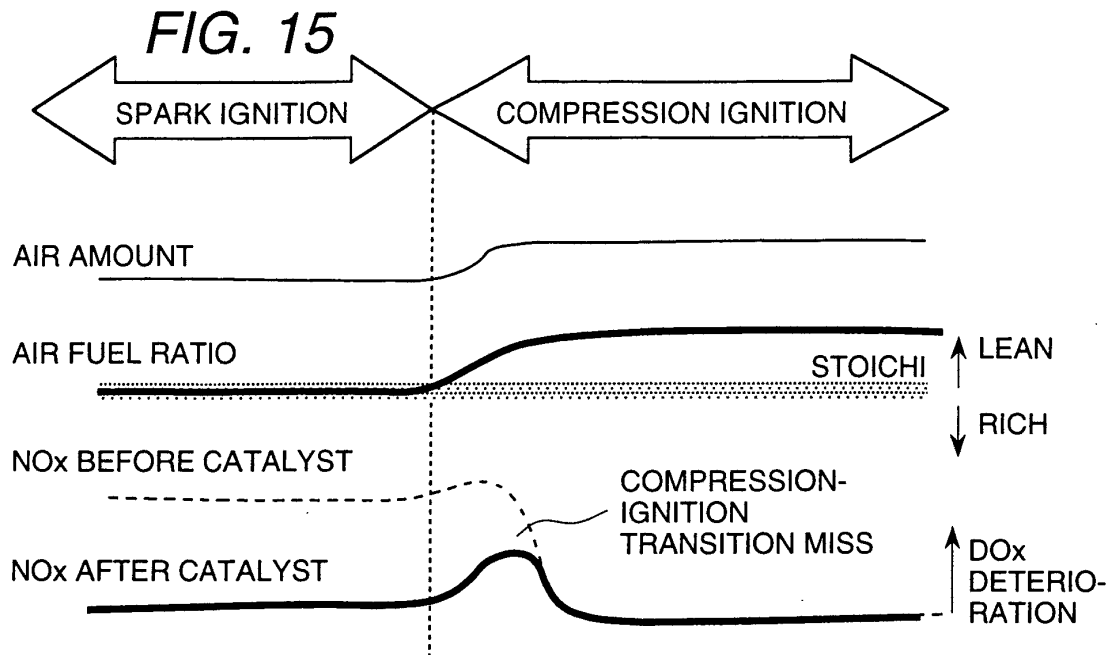 FIG. 15
SPARK IGNITION
COMPRESSION IGNITION
AIR AMOUNT
AIR FUEL RATIO
STOICHI
LEAN
RICH
NOx BEFORE CATALYST
COMPRESSION-
IGNITION
TRANSITION MISS
NOx AFTER CATALYST
DOx
DETERIO-
RATION